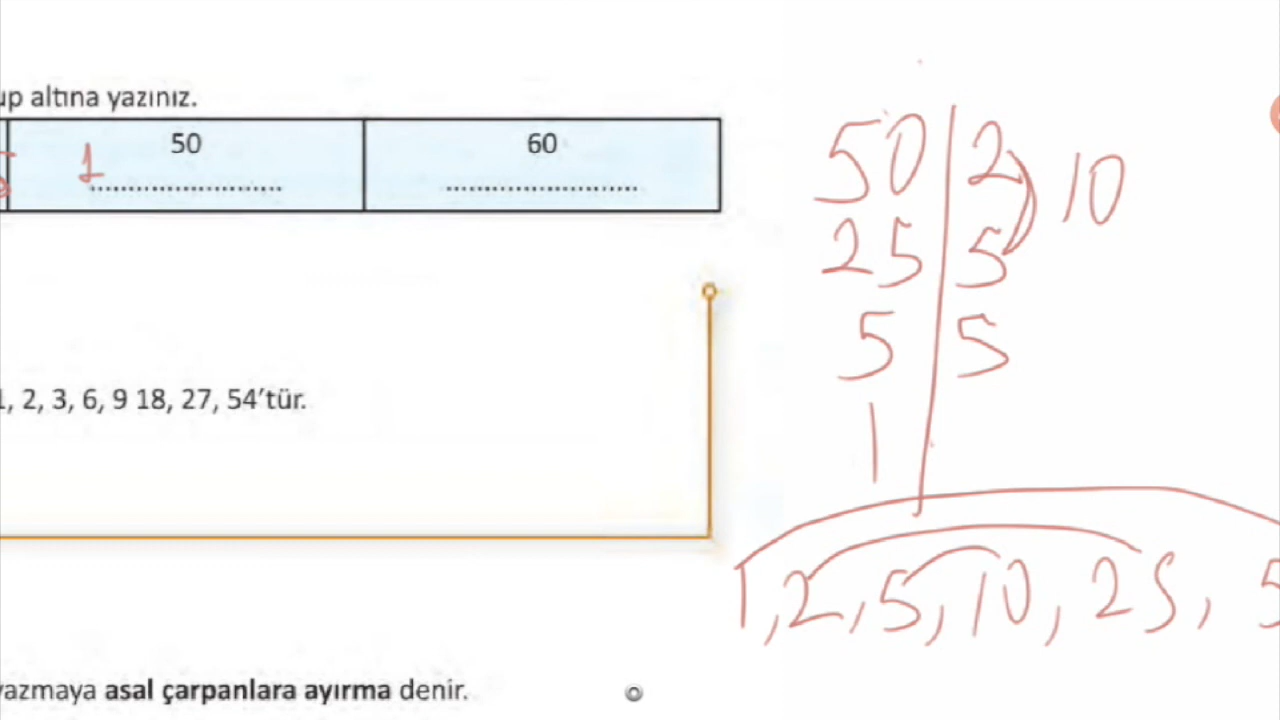 up altına yazınız.
50 60
1 ........................ ........................
1, 2, 3, 6, 9 18, 27, 54'tür.
yazmaya asal çarpanlara ayırma denir.
50 | 2 ) 10
25 | 5
5 | 5
1
1, 2, 5, 10, 25, 5